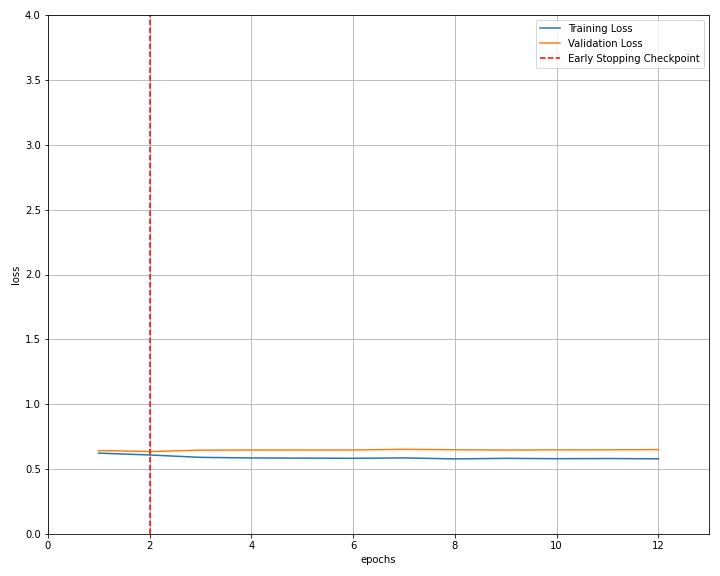 4.0
3.5
3.0
2.5
2.0
1.5
1.0
0.5
0.0
loss
Training Loss
Validation Loss
Early Stopping Checkpoint
0 2 4 6 8 10 12
epochs